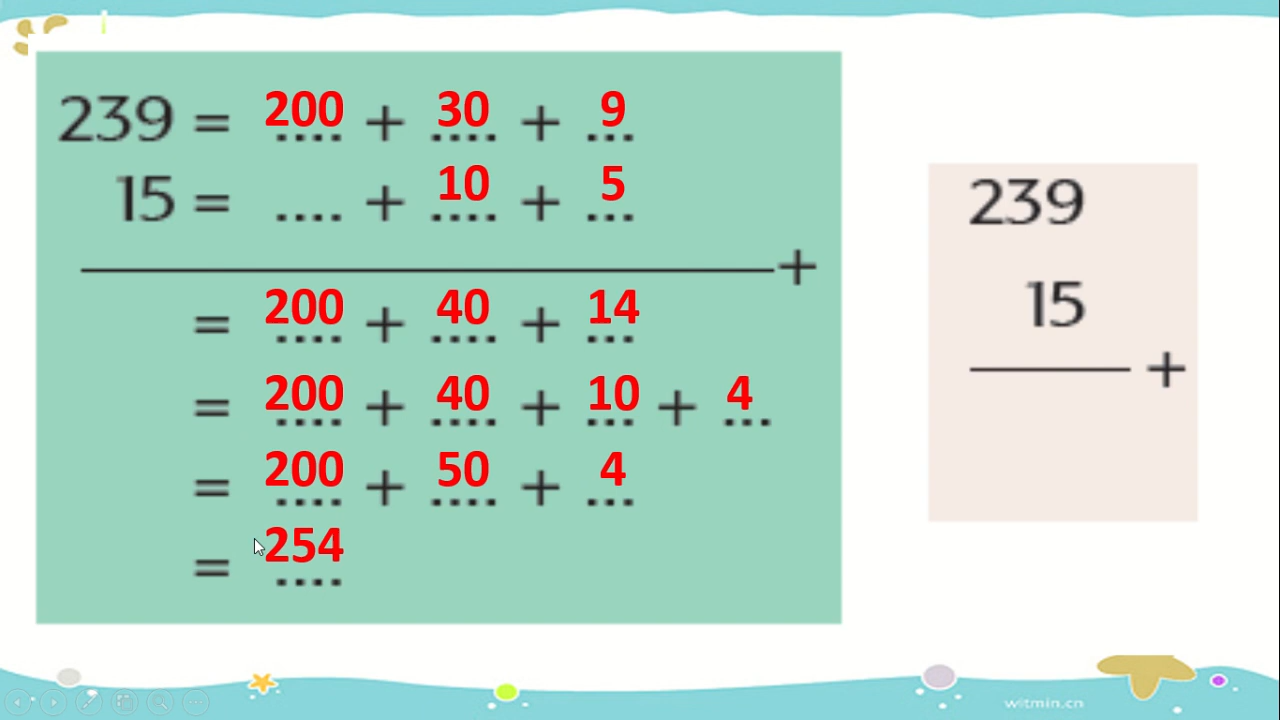 239 = 200 + 30 + 9
15 = .... + 10 + 5
+
= 200 + 40 + 14
= 200 + 40 + 10 + 4
= 200 + 50 + 4
= 254
239
15
+
witmin.cn